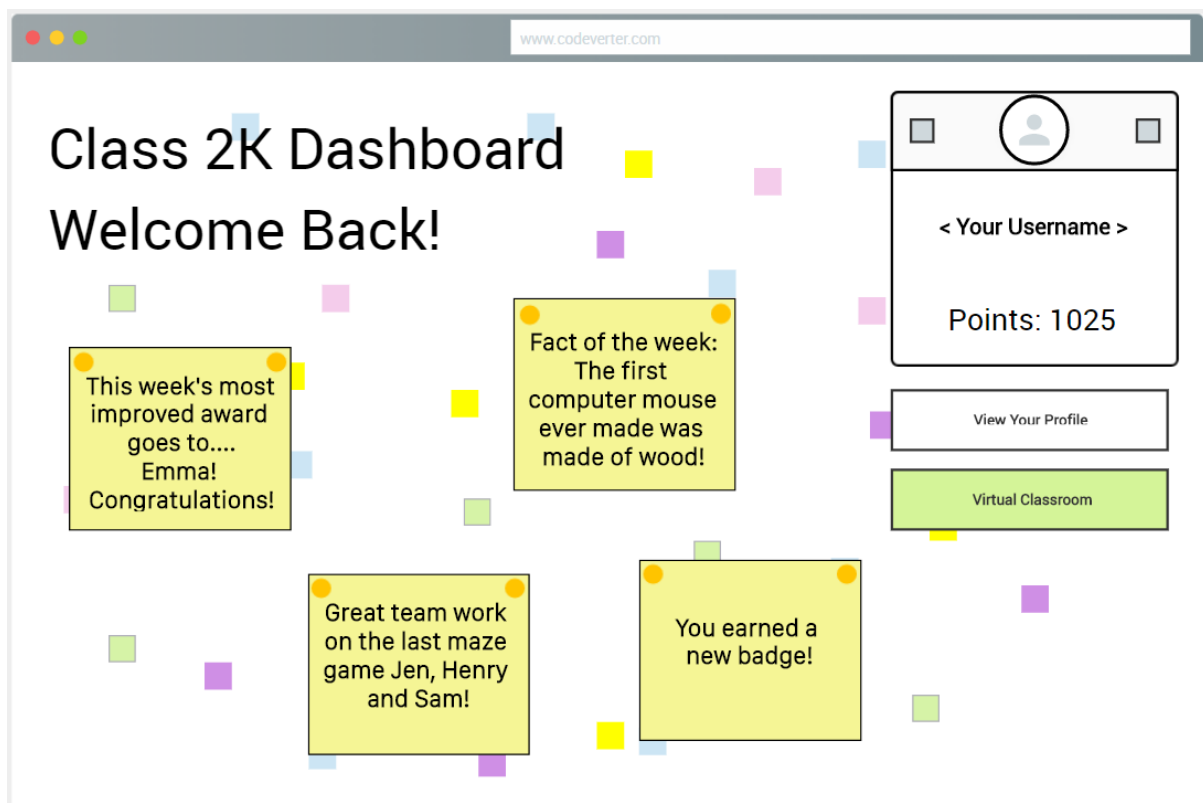 www.codeverter.com
Class 2K Dashboard
Welcome Back!
< Your Username >
Points: 1025
View Your Profile
Virtual Classroom
This week's most
improved award
goes to....
Emma!
Congratulations!
Fact of the week:
The first
computer mouse
ever made was
made of wood!
Great team work
on the last maze
game Jen, Henry
and Sam!
You earned a
new badge!